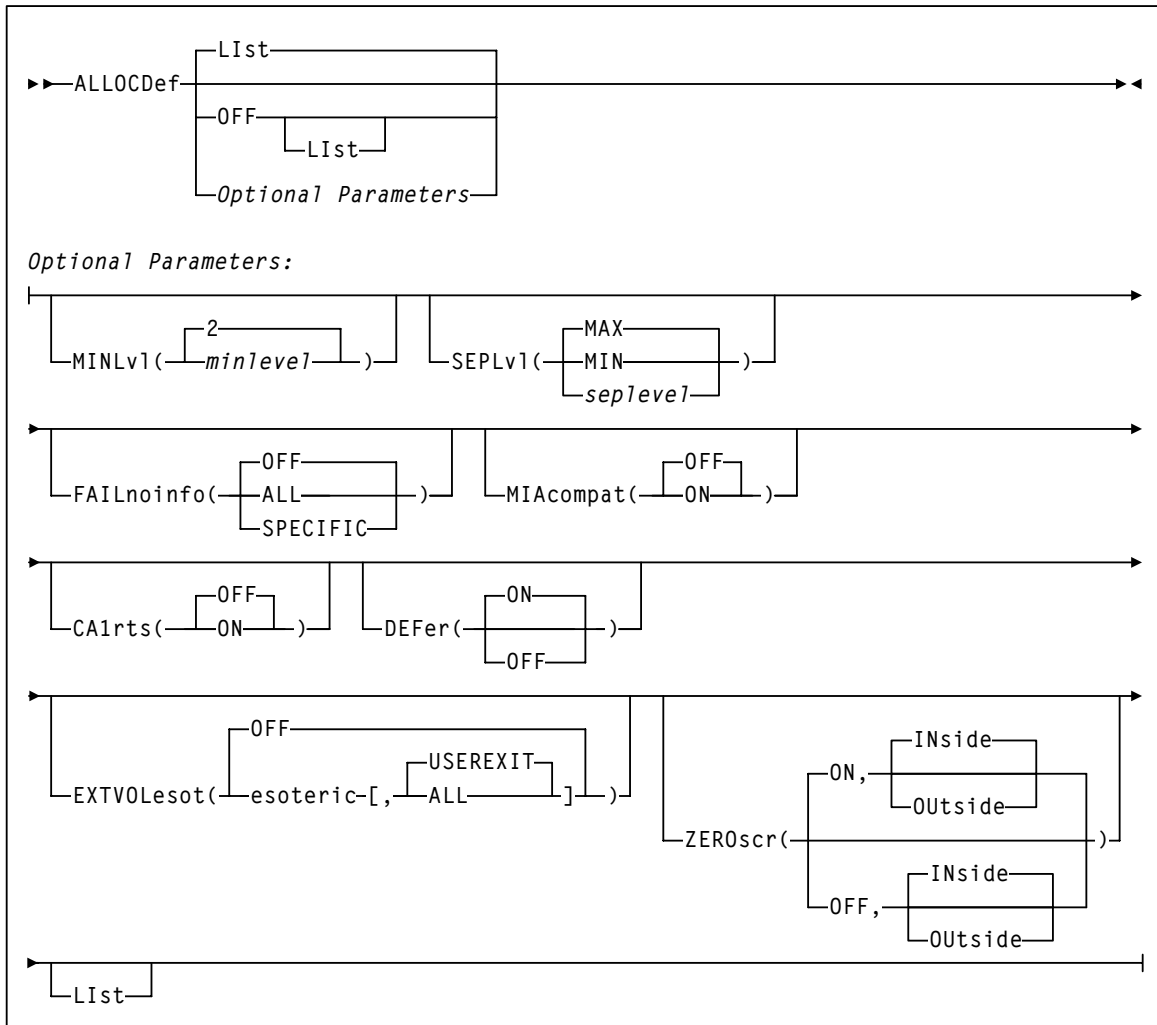 LIst
ALLOCDef
OFF
LIst
Optional Parameters
Optional Parameters:
2
MINLvl( minlevel )
MAX
SEPLvl( MIN )
seplevel
OFF
FAILnoinfo( ALL )
SPECIFIC
OFF
MIAcompat( ON )
OFF
CA1rts( ON )
ON
DEFer( )
OFF
OFF
USEREXIT
EXTVOLesot( esoteric [, ALL ] )
INside
ON,
OUtside
ZEROscr( )
INside
OFF,
OUtside
LIst